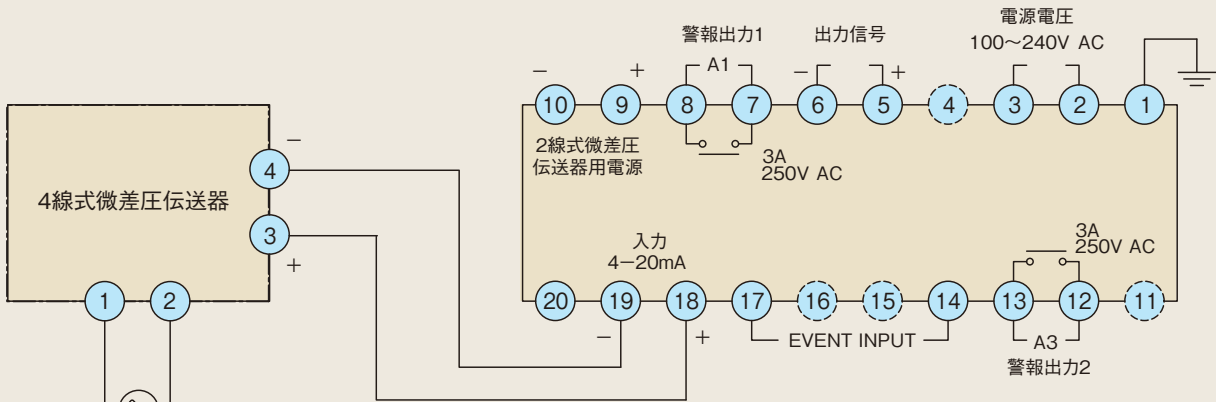 電源電圧
100〜240V AC
警報出力1
出力信号
A1
− + − +
10 9 8 7 6 5 4 3 2 1
2線式微差圧
伝送器用電源
3A
250V AC
4線式微差圧伝送器
−
4
3
+
1 2
入力
4−20mA
3A
250V AC
20 19 18 17 16 15 14 13 12 11
− +
EVENT INPUT
A3
警報出力2